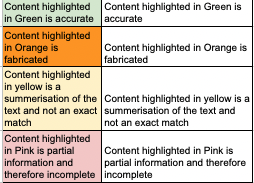 Content highlighted
in Green is accurate
Content highlighted in Green is
accurate
Content highlighted
in Orange is
fabricated
Content highlighted in Orange is
fabricated
Content highlighted
in yellow is a
summerisation of the
text and not an exact
match
Content highlighted in yellow is a
summerisation of the text and
not an exact match
Content highlighted
in Pink is partial
information and
therefore incomplete
Content highlighted in Pink is
partial information and therefore
incomplete